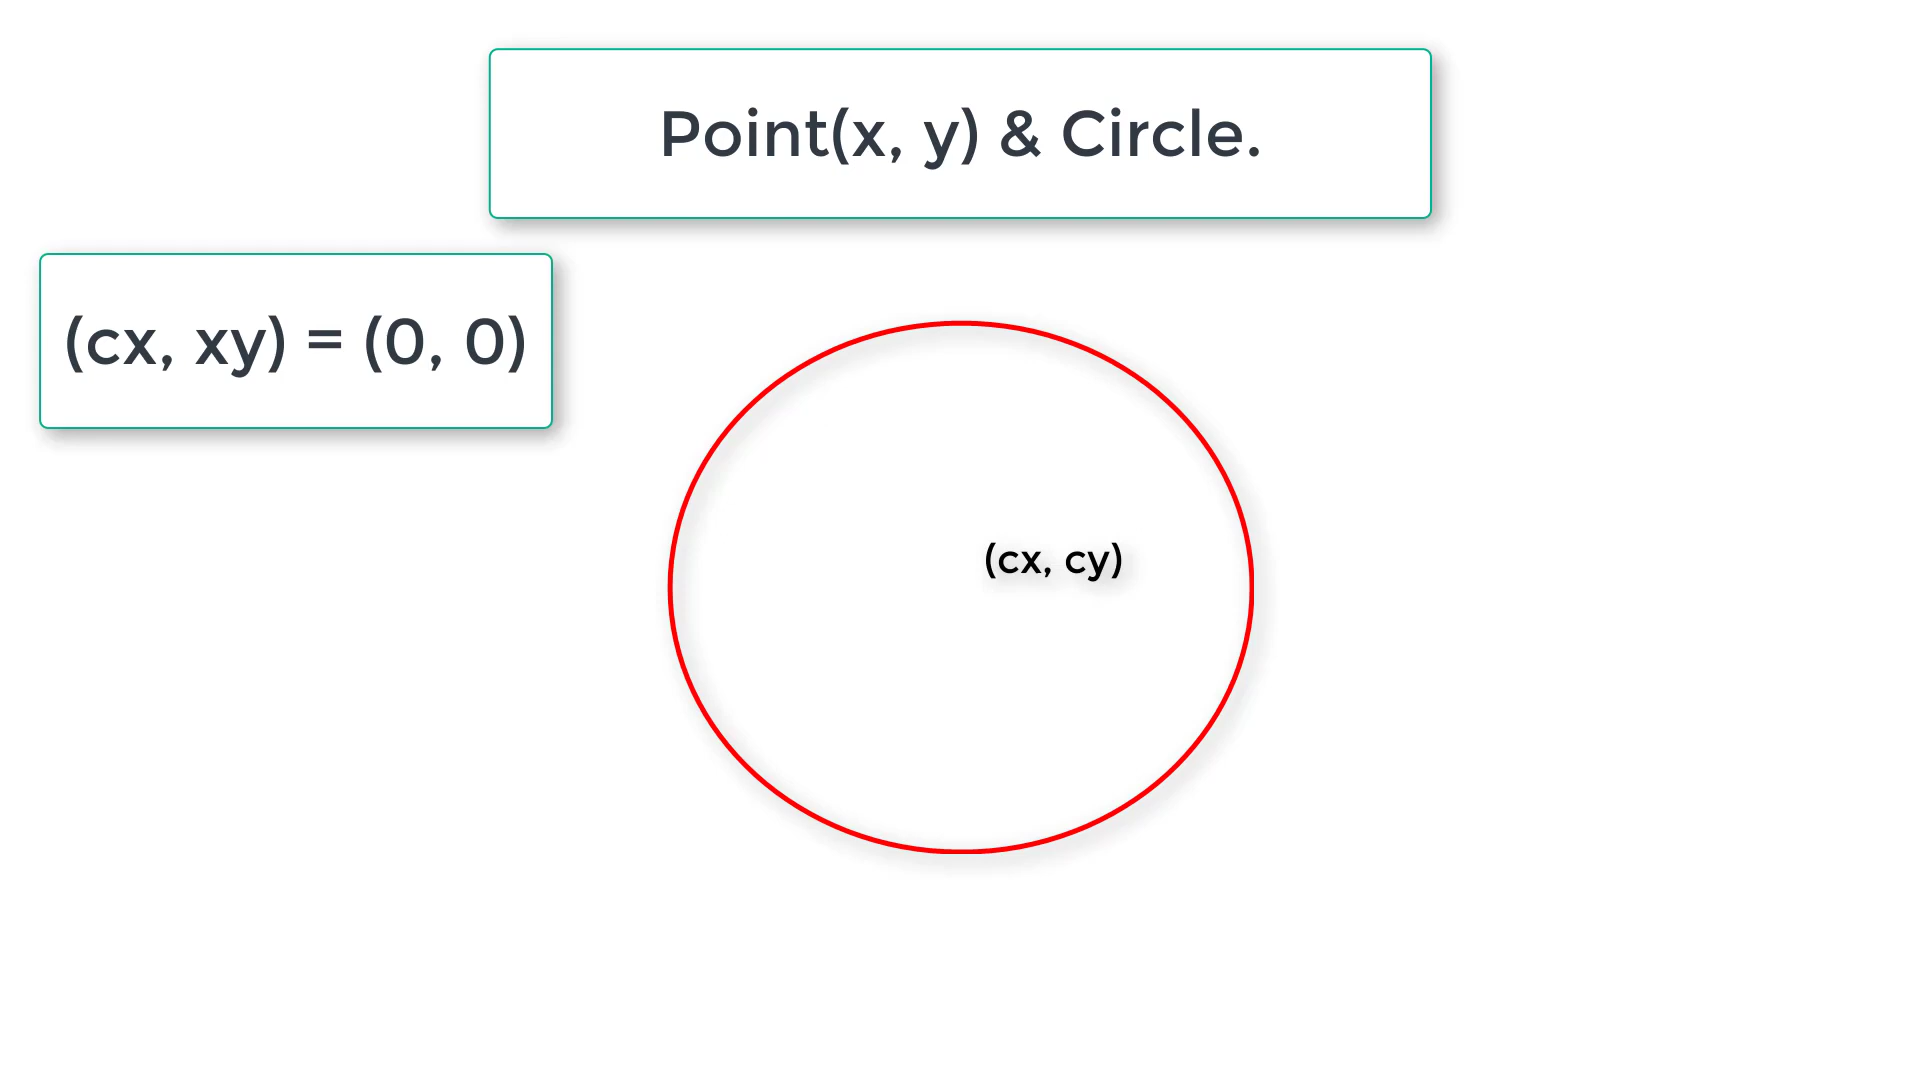 Point(x, y) & Circle.
(cx, xy) = (0, 0)
(cx, cy)